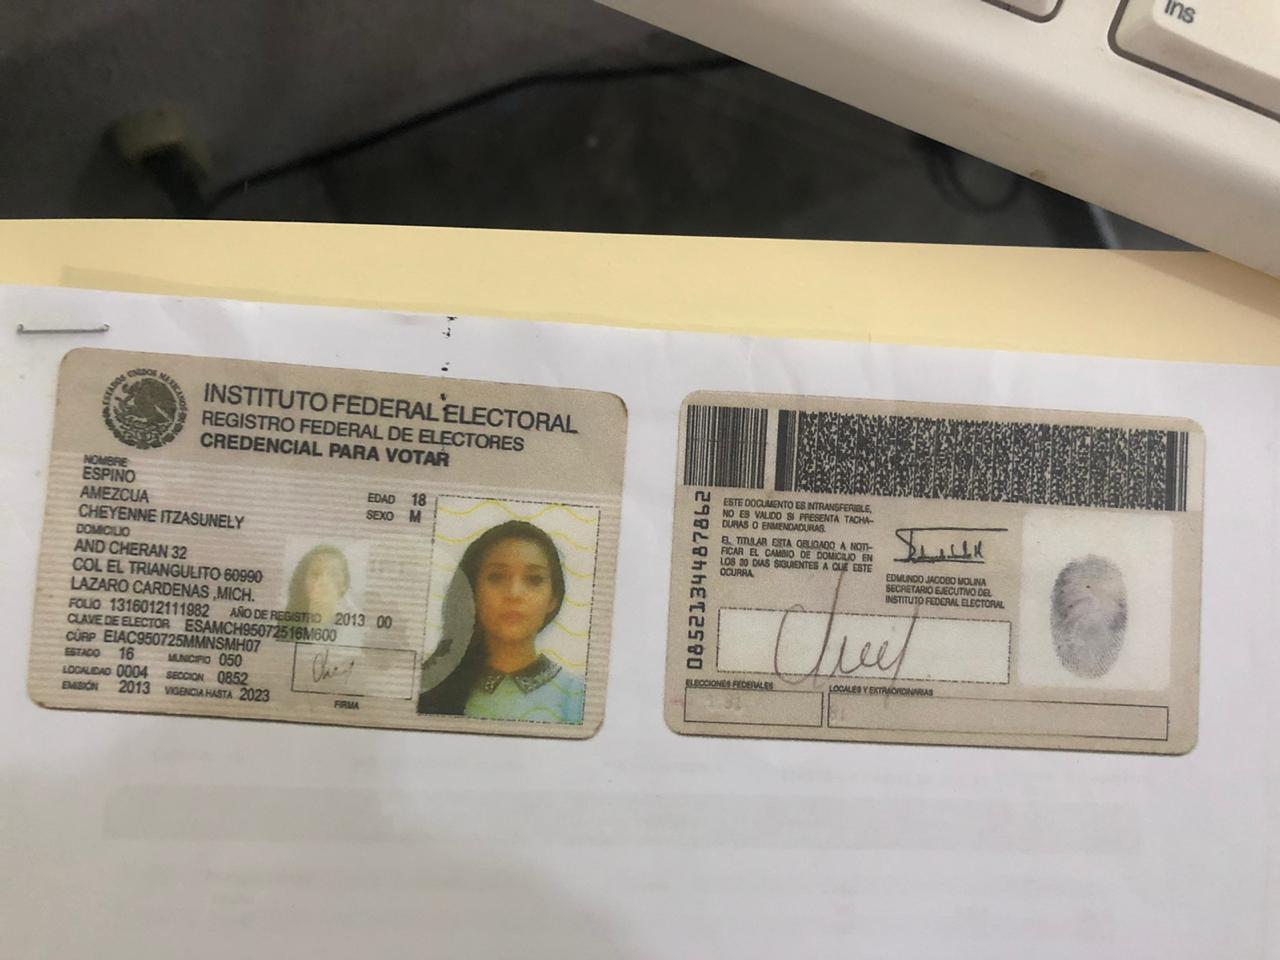 Ins
ESTADOS UNIDOS MEXICANOS
INSTITUTO FEDERAL ELECTORAL
REGISTRO FEDERAL DE ELECTORES
CREDENCIAL PARA VOTAR
NOMBRE
ESPINO
AMEZCUA
CHEYENNE ITZASUNELY
EDAD 18
SEXO M
DOMICILIO
AND CHERAN 32
COL EL TRIANGULITO 60990
LAZARO CARDENAS ,MICH.
FOLIO 1316012111982 AÑO DE REGISTRO 2013 00
CLAVE DE ELECTOR ESAMCH95072516M600
CURP EIAC950725MMNSMH07
ESTADO 16 MUNICIPIO 050
LOCALIDAD 0004 SECCION 0852
EMISIÓN 2013 VIGENCIA HASTA 2023
FIRMA
0852134487862
ESTE DOCUMENTO ES INTRANSFERIBLE,
NO ES VALIDO SI PRESENTA TACHA-
DURAS O ENMENDADURAS.
EL TITULAR ESTA OBLIGADO A NOTI-
FICAR EL CAMBIO DE DOMICILIO EN
LOS 30 DIAS SIGUIENTES A QUE ESTE
OCURRA.
EDMUNDO JACOBO MOLINA
SECRETARIO EJECUTIVO DEL
INSTITUTO FEDERAL ELECTORAL
ELECCIONES FEDERALES
LOCALES Y EXTRAORDINARIAS